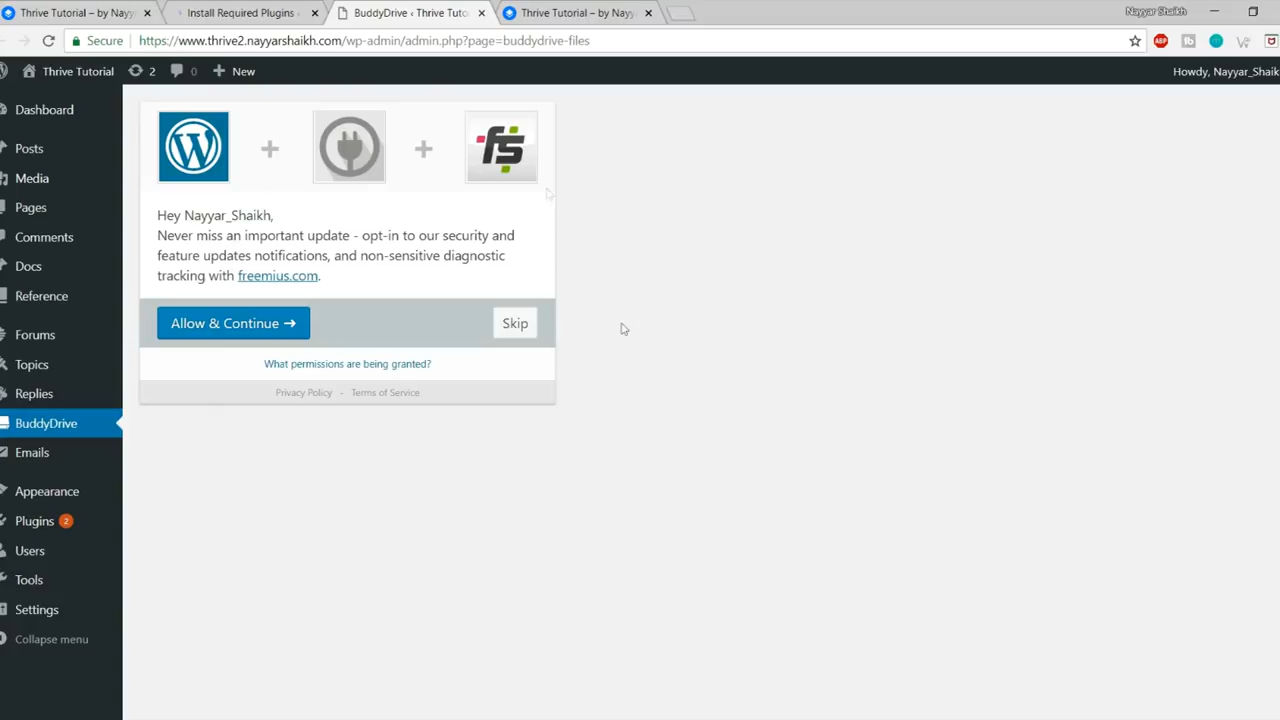 Thrive Tutorial – by Nayy
Install Required Plugins
BuddyDrive ‹ Thrive Tuto
Thrive Tutorial – by Nayy
Nayyar Shaikh
Secure
https://www.thrive2.nayyarshaikh.com/wp-admin/admin.php?page=buddydrive-files
ABP
Thrive Tutorial
2
0
New
Howdy, Nayyar_Shaik
Dashboard
Posts
Media
Pages
Comments
Docs
Reference
Forums
Topics
Replies
BuddyDrive
Emails
Appearance
Plugins 2
Users
Tools
Settings
Collapse menu
fs
Hey Nayyar_Shaikh,
Never miss an important update - opt-in to our security and
feature updates notifications, and non-sensitive diagnostic
tracking with freemius.com.
Allow & Continue →
Skip
What permissions are being granted?
Privacy Policy - Terms of Service